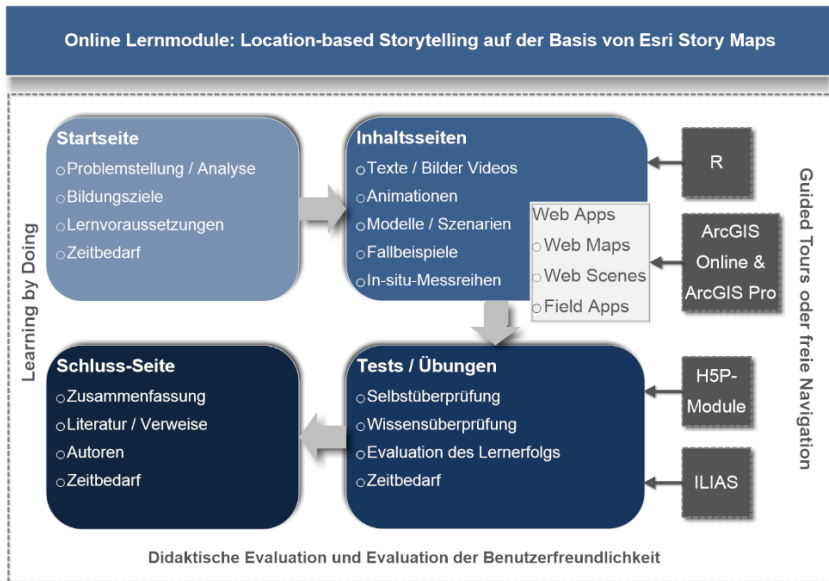 Online Lernmodule: Location-based Storytelling auf der Basis von Esri Story Maps
Learning by Doing
Startseite
○Problemstellung / Analyse
○Bildungsziele
○Lernvoraussetzungen
○Zeitbedarf
Inhaltsseiten
○Texte / Bilder Videos
○Animationen
○Modelle / Szenarien
○Fallbeispiele
○In-situ-Messreihen
Web Apps
○Web Maps
○Web Scenes
○Field Apps
R
ArcGIS
Online &
ArcGIS Pro
Guided Tours oder freie Navigation
Tests / Übungen
○Selbstüberprüfung
○Wissensüberprüfung
○Evaluation des Lernerfolgs
○Zeitbedarf
H5P-
Module
ILIAS
Schluss-Seite
○Zusammenfassung
○Literatur / Verweise
○Autoren
○Zeitbedarf
Didaktische Evaluation und Evaluation der Benutzerfreundlichkeit